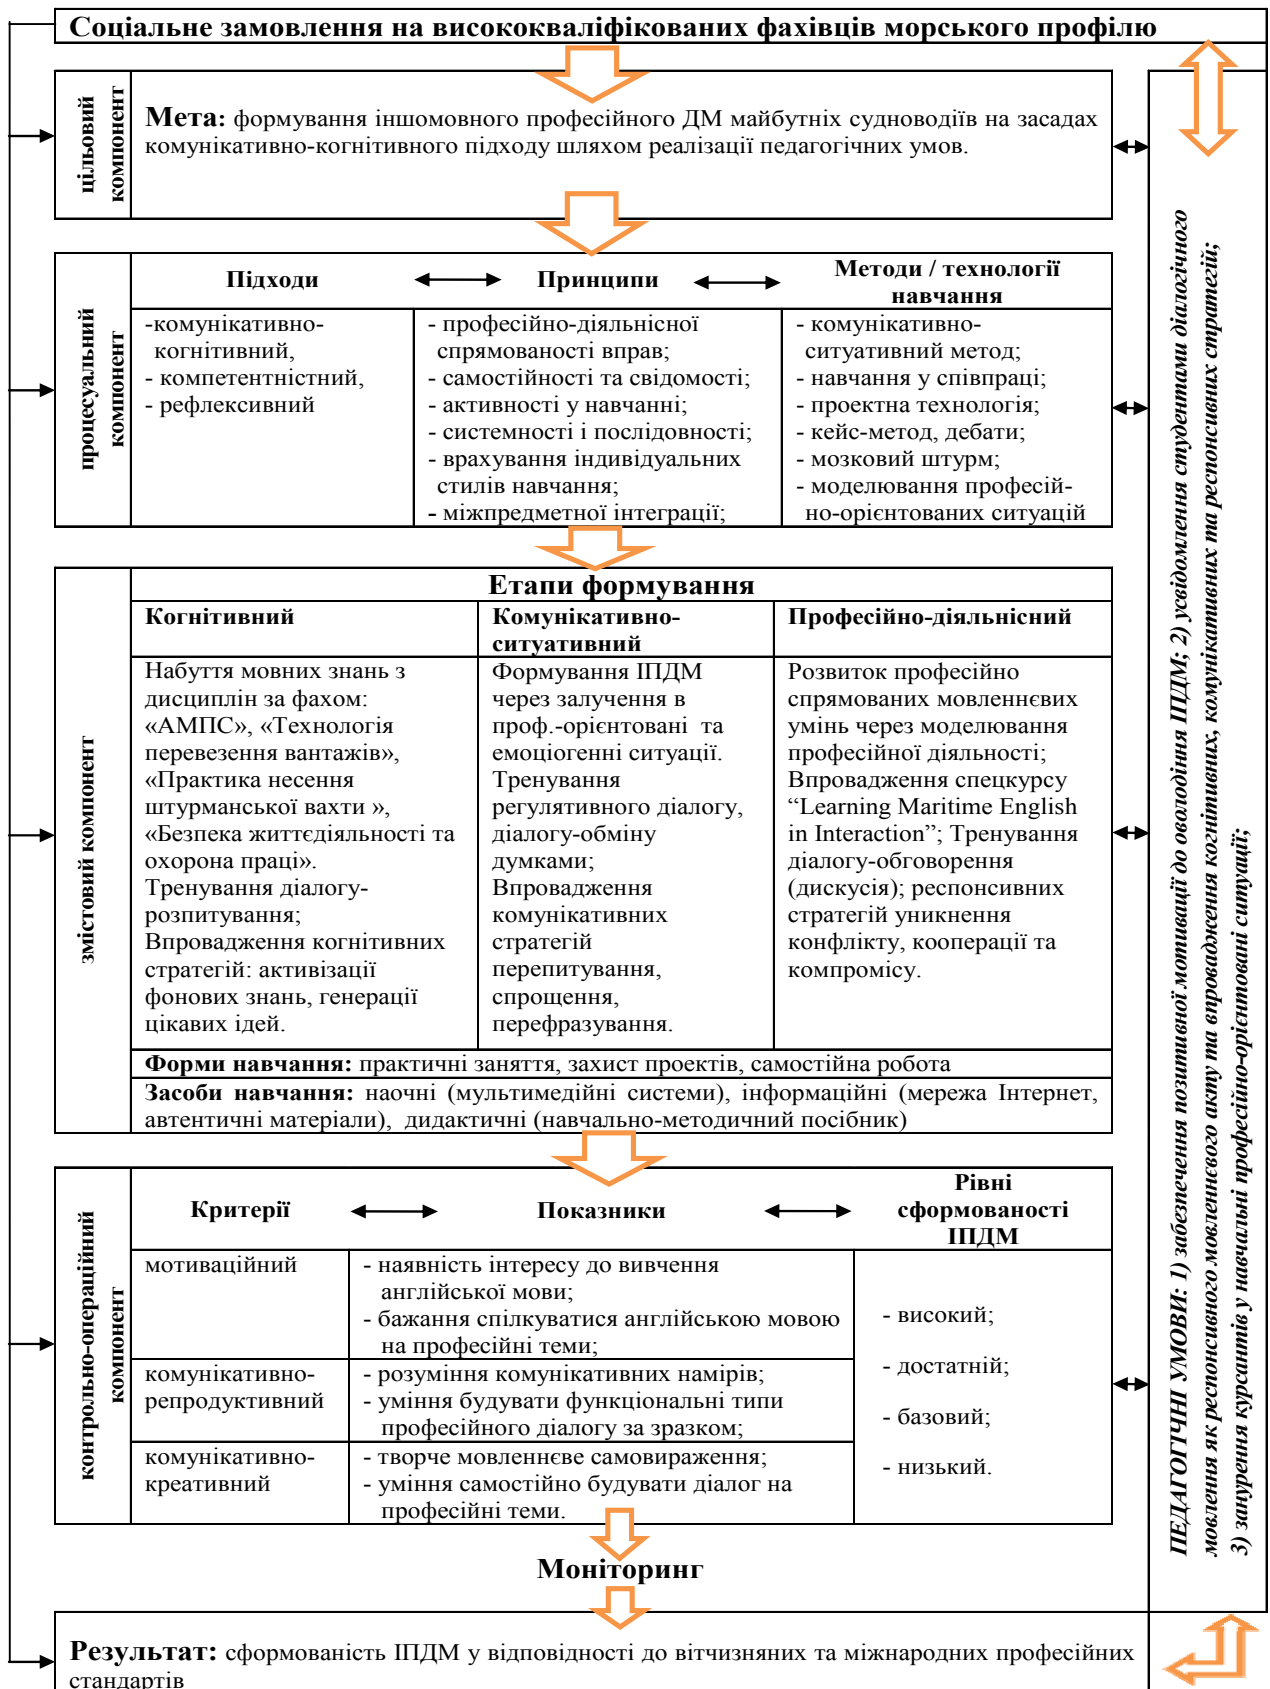 Соціальне замовлення на висококваліфікованих фахівців морського профілю
цільовий
компонент
Мета: формування іншомовного професійного ДМ майбутніх судноводіїв на засадах
комунікативно-когнітивного підходу шляхом реалізації педагогічних умов.
процесуальний
компонент
Підходи
Принципи
Методи / технології
навчання
-комунікативно-
когнітивний,
- компетентністний,
- рефлексивний
- професійно-діяльнісної
спрямованості вправ;
- самостійності та свідомості;
- активності у навчанні;
- системності і послідовності;
- врахування індивідуальних
стилів навчання;
- міжпредметної інтеграції;
- комунікативно-
ситуативний метод;
- навчання у співпраці;
- проектна технологія;
- кейс-метод, дебати;
- мозковий штурм;
- моделювання професій-
но-орієнтованих ситуацій
змістовий компонент
Етапи формування
Когнітивний
Комунікативно-
ситуативний
Професійно-діяльнісний
Набуття мовних знань з
дисциплін за фахом:
«АМПС», «Технологія
перевезення вантажів»,
«Практика несення
штурманської вахти »,
«Безпека життєдіяльності та
охорона праці».
Тренування діалогу-
розпитування;
Впровадження когнітивних
стратегій: активізації
фонових знань, генерації
цікавих ідей.
Формування ІПДМ
через залучення в
проф.-орієнтовані та
емоціогенні ситуації.
Тренування
регулятивного діалогу,
діалогу-обміну
думками;
Впровадження
комунікативних
стратегій
перепитування,
спрощення,
перефразування.
Розвиток професійно
спрямованих мовленнєвих
умінь через моделювання
професійної діяльності;
Впровадження спецкурсу
“Learning Maritime English
in Interaction”; Тренування
діалогу-обговорення
(дискусія); респонсивних
стратегій уникнення
конфлікту, кооперації та
компромісу.
Форми навчання: практичні заняття, захист проектів, самостійна робота
Засоби навчання: наочні (мультимедійні системи), інформаційні (мережа Інтернет,
автентичні матеріали), дидактичні (навчально-методичний посібник)
контрольно-операційний
компонент
Критерії
Показники
Рівні
сформованості
ІПДМ
мотиваційний
- наявність інтересу до вивчення
англійської мови;
- бажання спілкуватися англійською мовою
на професійні теми;
комунікативно-
репродуктивний
- розуміння комунікативних намірів;
- уміння будувати функціональні типи
професійного діалогу за зразком;
комунікативно-
креативний
- творче мовленнєве самовираження;
- уміння самостійно будувати діалог на
професійні теми.
- високий;
- достатній;
- базовий;
- низький.
Моніторинг
Результат: сформованість ІПДМ у відповідності до вітчизняних та міжнародних професійних
стандартів
ПЕДАГОГІЧНІ УМОВИ: 1) забезпечення позитивної мотивації до оволодіння ІПДМ; 2) усвідомлення студентами діалогічного
мовлення як респонсивного мовленнєвого акту та впровадження когнітивних, комунікативних та респонсивних стратегій;
3) занурення курсантів у навчальні професійно-орієнтовані ситуації;